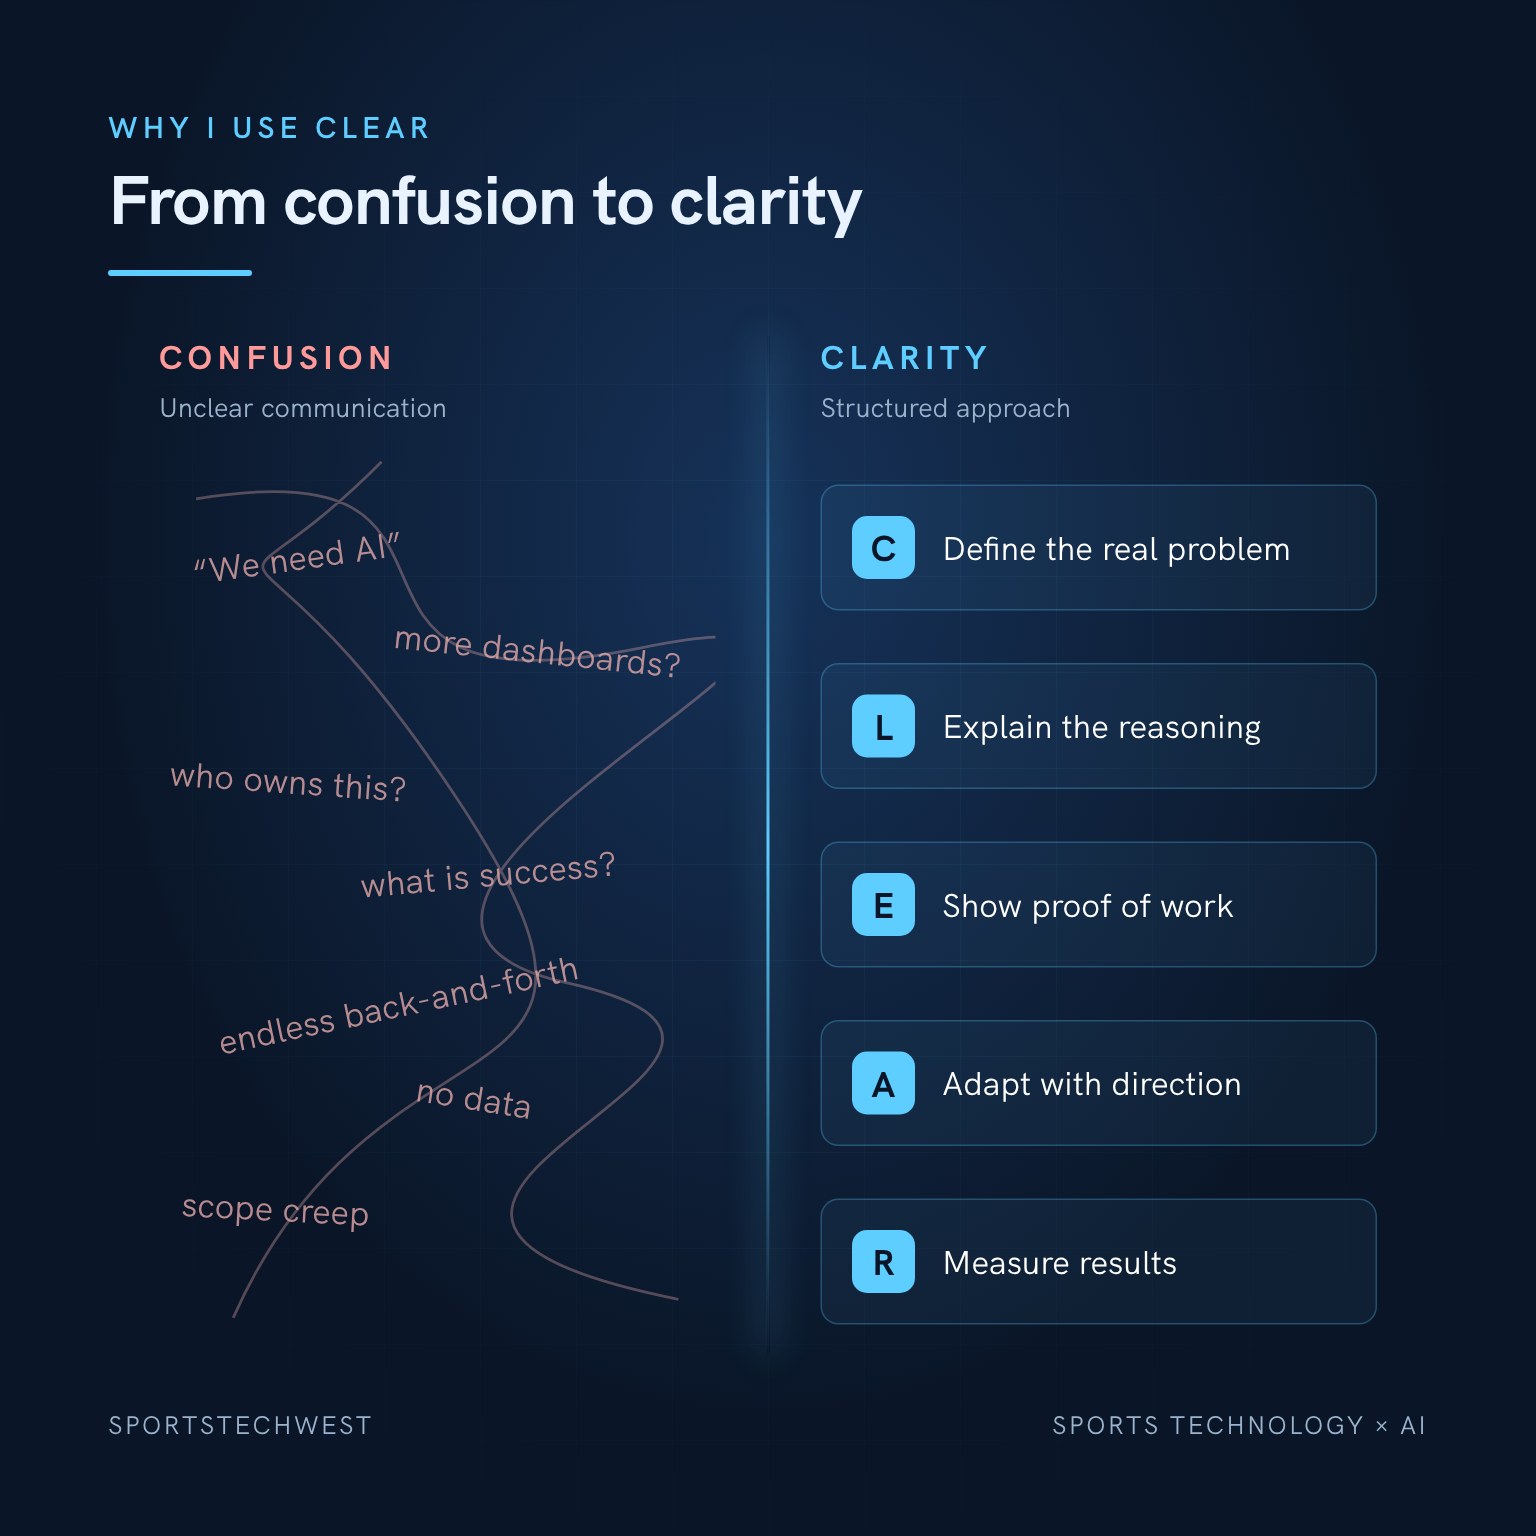 WHY I USE CLEAR
From confusion to clarity
CONFUSION
Unclear communication
“We need AI”
more dashboards?
who owns this?
what is success?
endless back-and-forth
no data
scope creep
CLARITY
Structured approach
C Define the real problem
L Explain the reasoning
E Show proof of work
A Adapt with direction
R Measure results
SPORTSTECHWEST
SPORTS TECHNOLOGY × AI